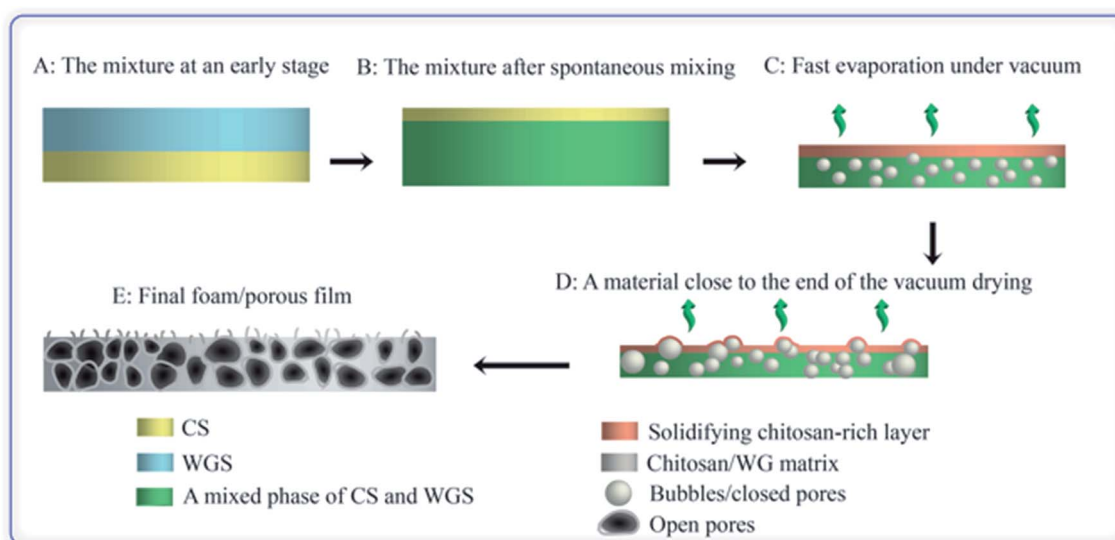 A: The mixture at an early stage
B: The mixture after spontaneous mixing
C: Fast evaporation under vacuum
D: A material close to the end of the vacuum drying
E: Final foam/porous film
CS
WGS
A mixed phase of CS and WGS
Solidifying chitosan-rich layer
Chitosan/WG matrix
Bubbles/closed pores
Open pores